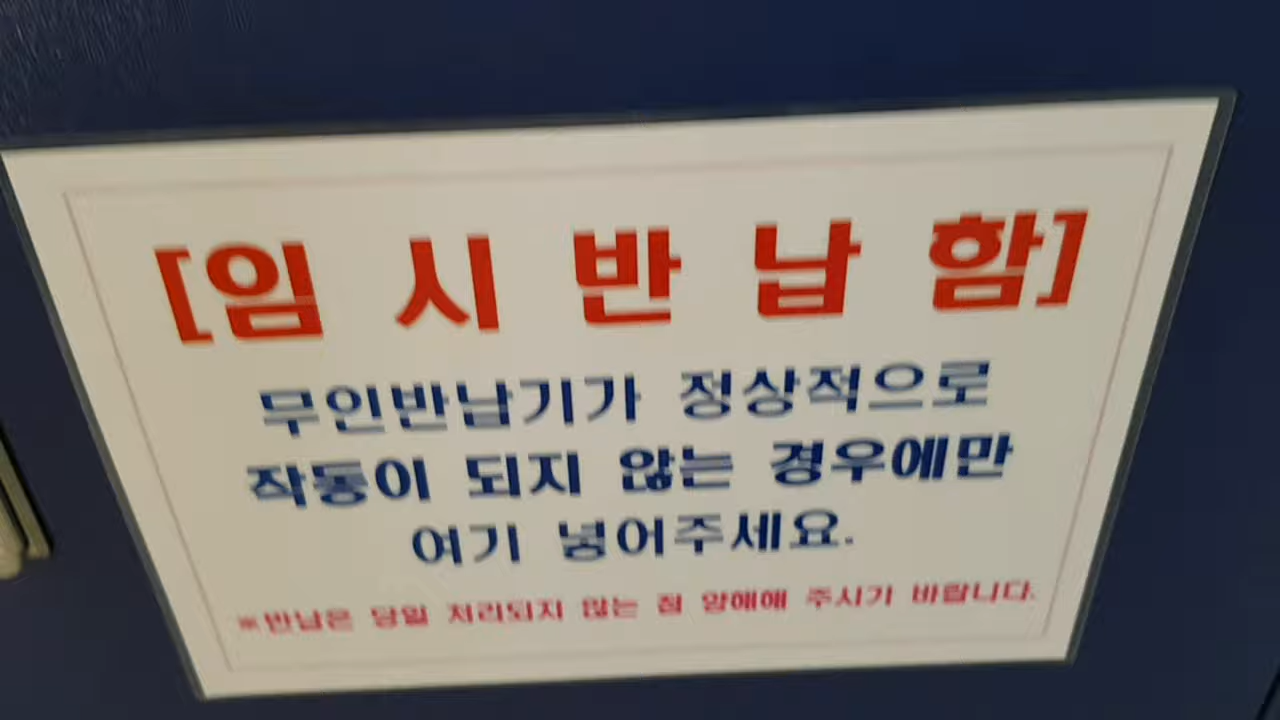 [임 시 반 납 함]
무인반납기가 정상적으로
작동이 되지 않는 경우에만
여기 넣어주세요.
※반납은 당일 처리되지 않는 점 양해해 주시기 바랍니다.